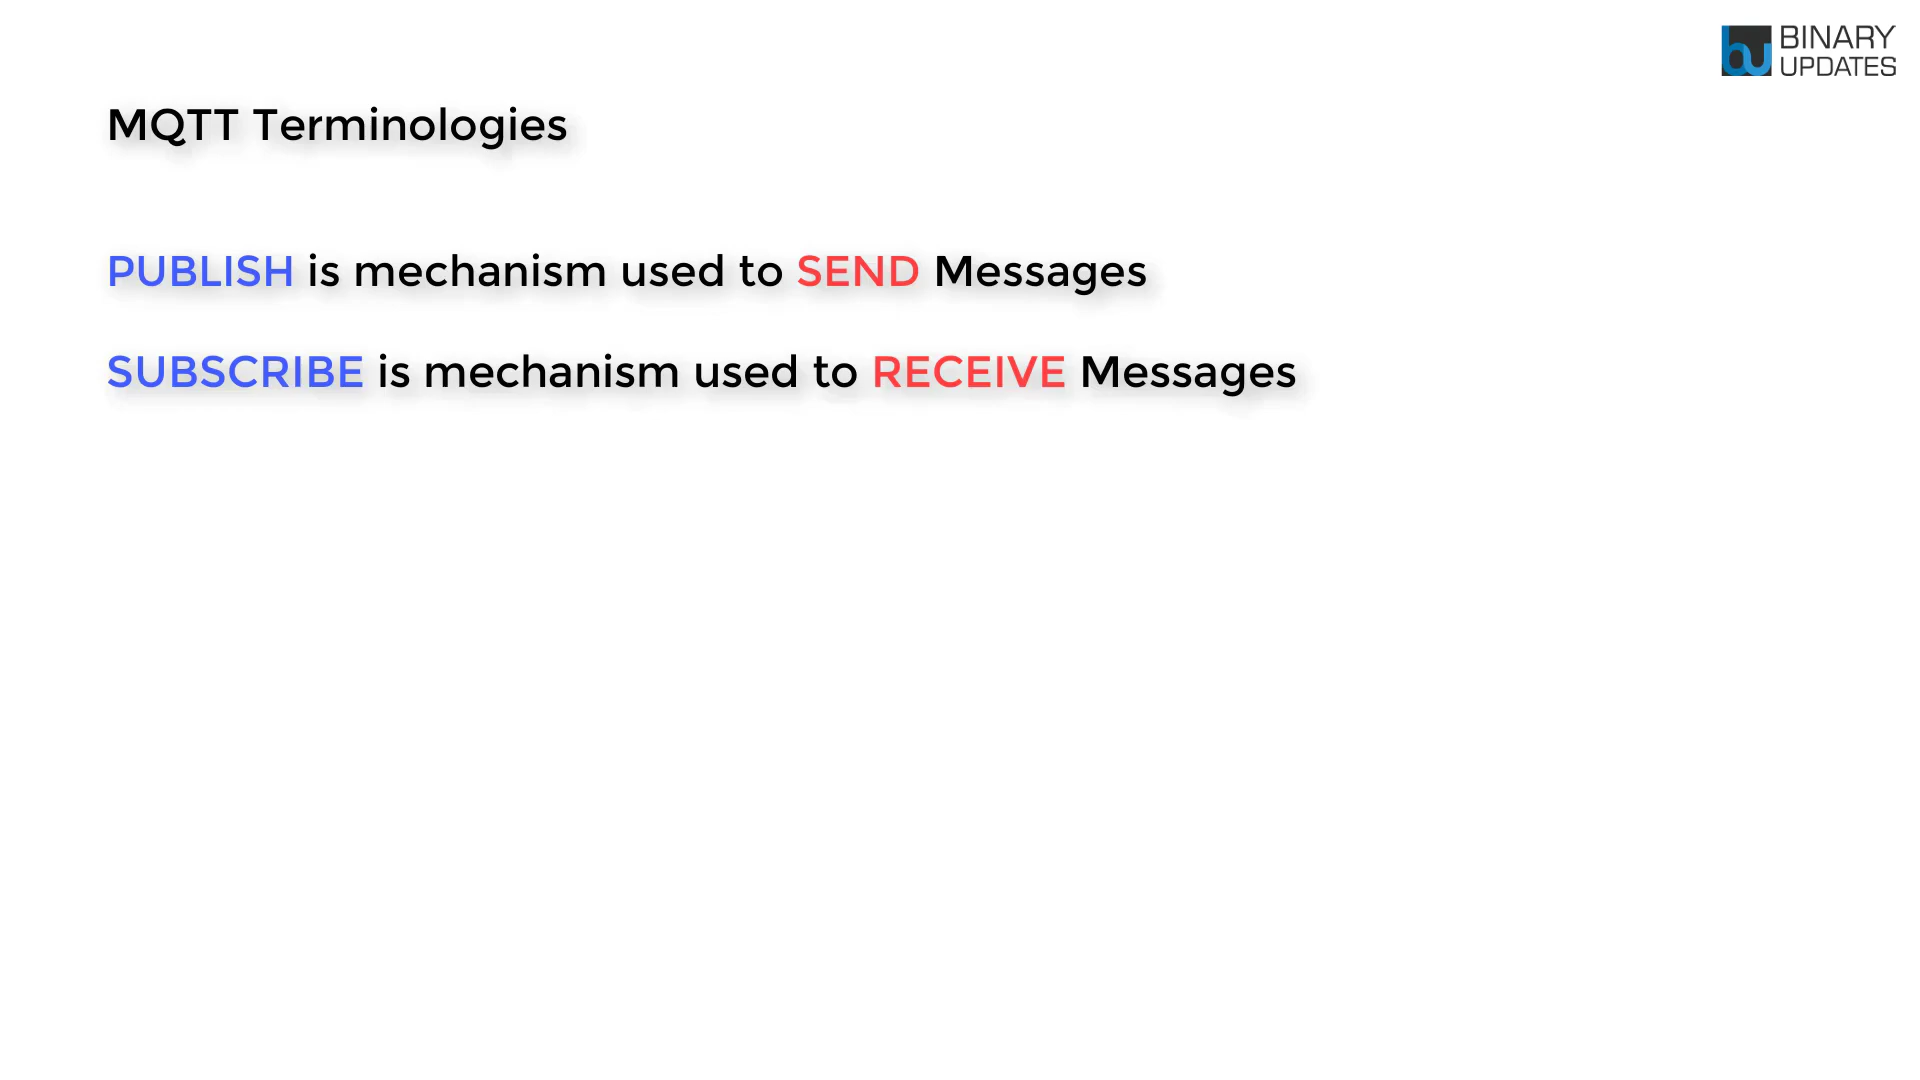 BINARY
UPDATES
MQTT Terminologies
PUBLISH is mechanism used to SEND Messages
SUBSCRIBE is mechanism used to RECEIVE Messages